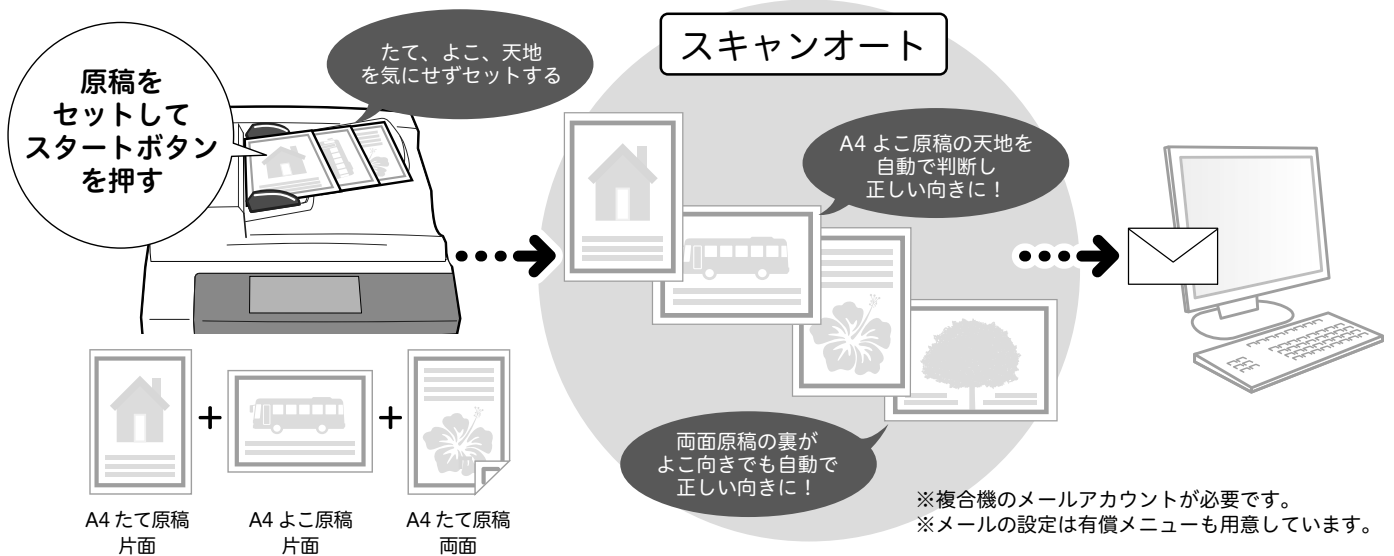 原稿を
セットして
スタートボタン
を押す
たて、よこ、天地
を気にせずセットする
スキャンオート
A4 よこ原稿の天地を
自動で判断し
正しい向きに！
両面原稿の裏が
よこ向きでも自動で
正しい向きに！
A4 たて原稿
片面
+
A4 よこ原稿
片面
+
A4 たて原稿
両面
※複合機のメールアカウントが必要です。
※メールの設定は有償メニューも用意しています。